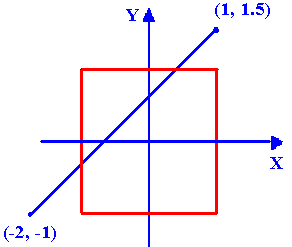 (1, 1.5)
Y
X
(-2, -1)